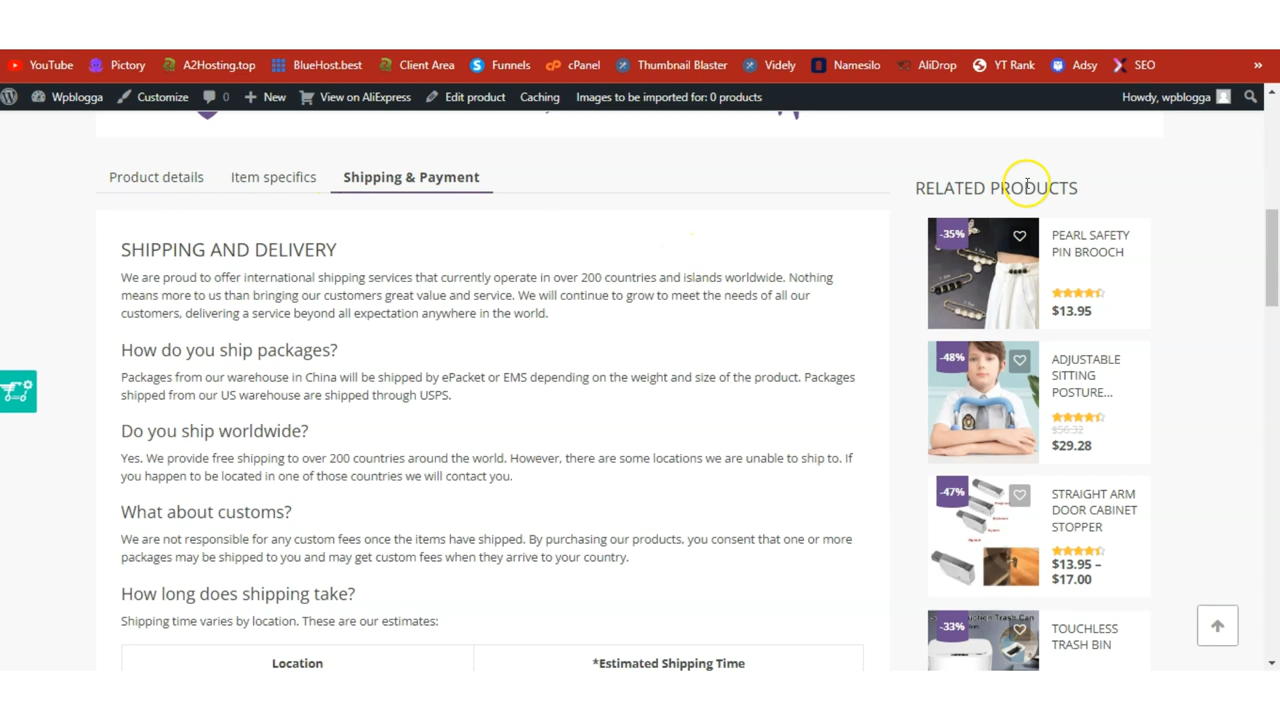 YouTube Pictory A2Hosting.top BlueHost.best Client Area Funnels cPanel Thumbnail Blaster Videly Namesilo AliDrop YT Rank Adsy SEO »
Wpblogga Customize 0 New View on AliExpress Edit product Caching Images to be imported for: 0 products Howdy, wpblogga
Product details Item specifics Shipping & Payment
SHIPPING AND DELIVERY
We are proud to offer international shipping services that currently operate in over 200 countries and islands worldwide. Nothing
means more to us than bringing our customers great value and service. We will continue to grow to meet the needs of all our
customers, delivering a service beyond all expectation anywhere in the world.
How do you ship packages?
Packages from our warehouse in China will be shipped by ePacket or EMS depending on the weight and size of the product. Packages
shipped from our US warehouse are shipped through USPS.
Do you ship worldwide?
Yes. We provide free shipping to over 200 countries around the world. However, there are some locations we are unable to ship to. If
you happen to be located in one of those countries we will contact you.
What about customs?
We are not responsible for any custom fees once the items have shipped. By purchasing our products, you consent that one or more
packages may be shipped to you and may get custom fees when they arrive to your country.
How long does shipping take?
Shipping time varies by location. These are our estimates:
Location *Estimated Shipping Time
RELATED PRODUCTS
-35%
PEARL SAFETY
PIN BROOCH
$13.95
-48%
ADJUSTABLE
SITTING
POSTURE...
$56.32
$29.28
-47%
STRAIGHT ARM
DOOR CABINET
STOPPER
$13.95 –
$17.00
-33%
TOUCHLESS
TRASH BIN